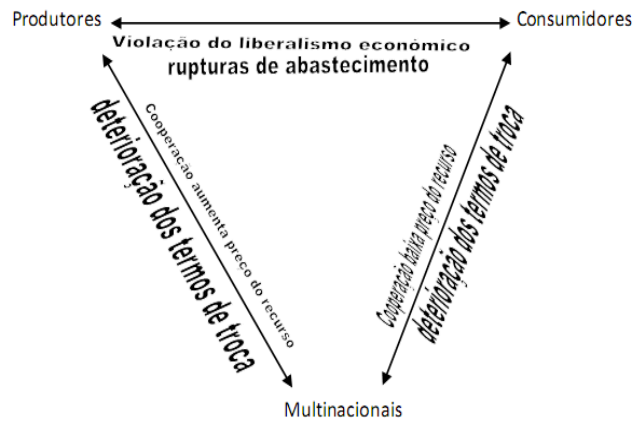 Produtores
Consumidores
Violação do liberalismo económico
rupturas de abastecimento
Cooperação aumenta preço do recurso
deterioração dos termos de troca
Cooperação baixa preço do recurso
deterioração dos termos de troca
Multinacionais